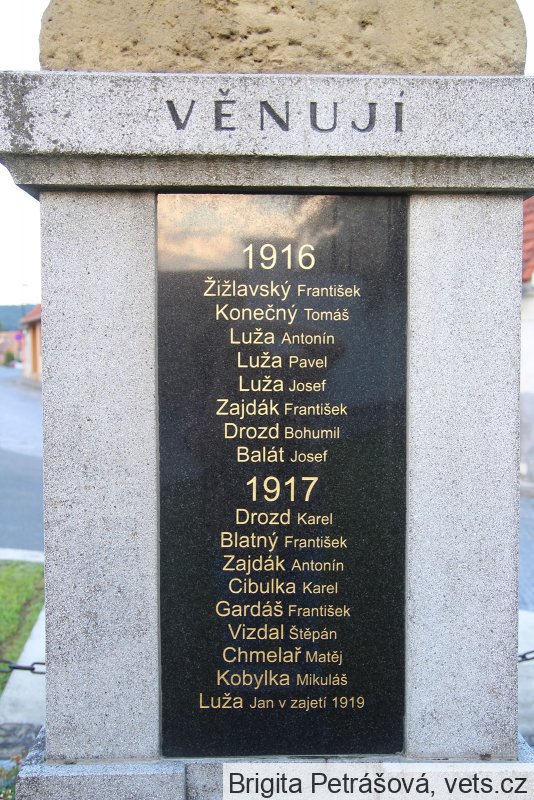 VĚNUJÍ
1916
Žižlavský František
Konečný Tomáš
Luža Antonín
Luža Pavel
Luža Josef
Zajdák František
Drozd Bohumil
Balát Josef
1917
Drozd Karel
Blatný František
Zajdák Antonín
Cibulka Karel
Gardáš František
Vizdal Štěpán
Chmelař Matěj
Kobylka Mikuláš
Luža Jan v zajetí 1919
Brigita Petrášová, vets.cz